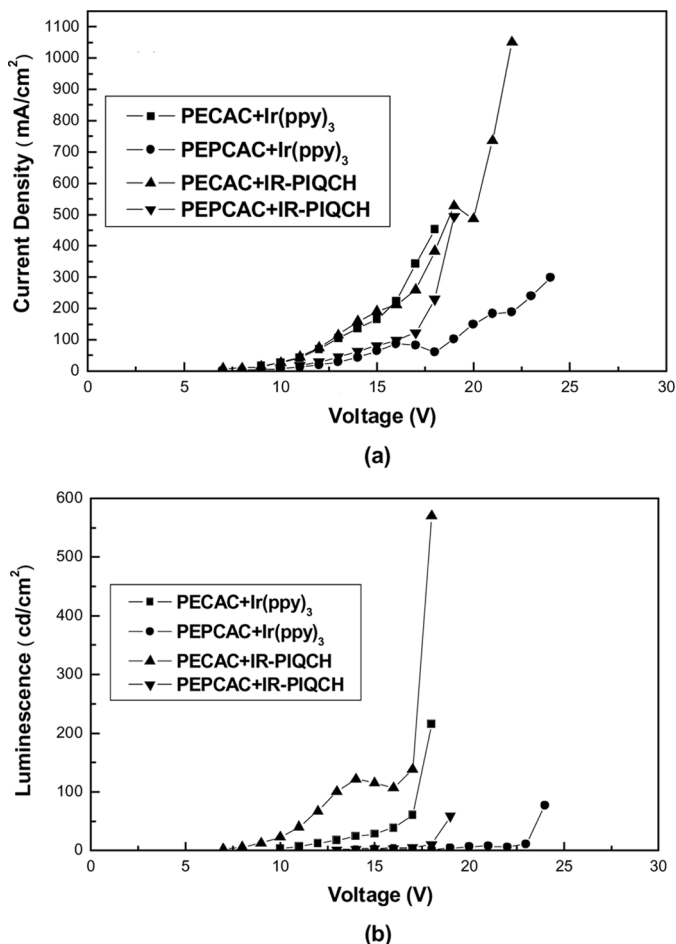 1100
1000
900
800
700
600
500
400
300
200
100
0
Current Density ( mA/cm²)
PECAC+Ir(ppy)₃
PEPCAC+Ir(ppy)₃
PECAC+IR-PIQCH
PEPCAC+IR-PIQCH
0 5 10 15 20 25 30
Voltage (V)
(a)
600
500
400
300
200
100
0
Luminescence ( cd/cm²)
PECAC+Ir(ppy)₃
PEPCAC+Ir(ppy)₃
PECAC+IR-PIQCH
PEPCAC+IR-PIQCH
0 5 10 15 20 25 30
Voltage (V)
(b)